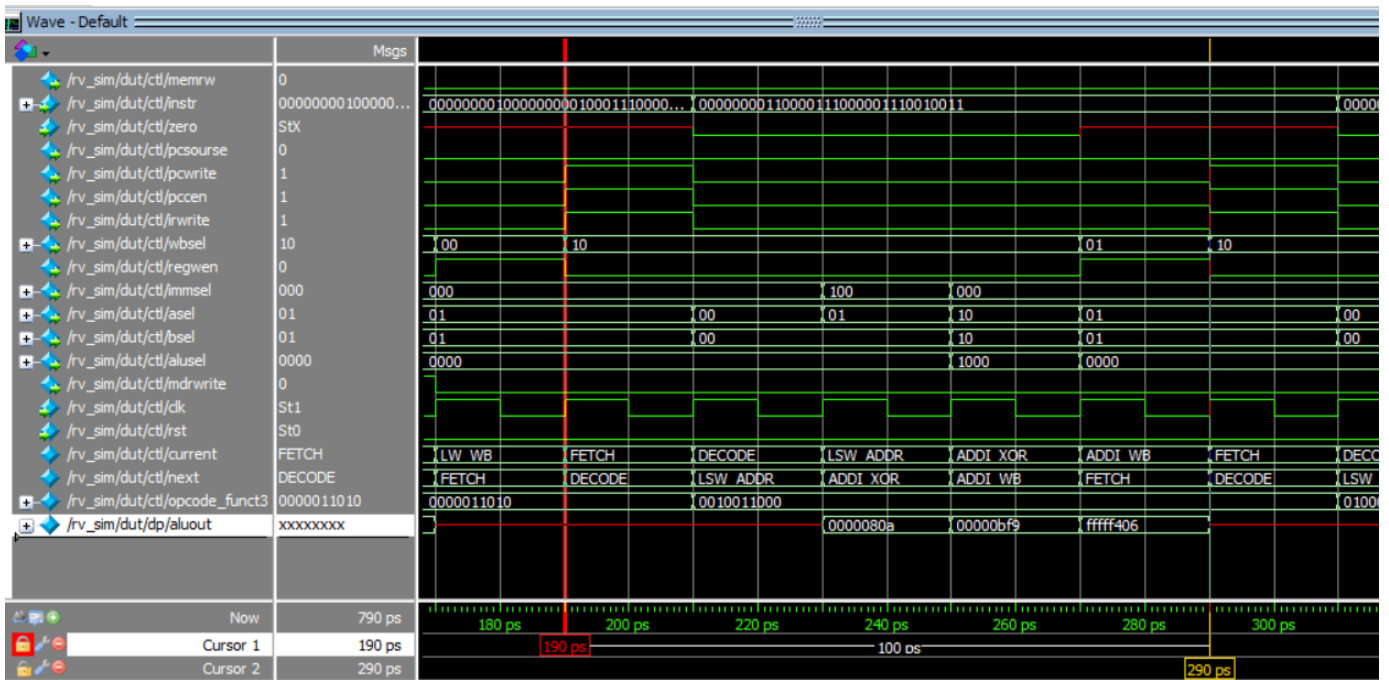 Wave - Default
Msgs
/rv_sim/dut/ctl/memrw 0
/rv_sim/dut/ctl/instr 00000000100000... 00000000100000000010001110000... 00000000110000111000001110010011 0000
/rv_sim/dut/ctl/zero StX
/rv_sim/dut/ctl/pcsourse 0
/rv_sim/dut/ctl/pcwrite 1
/rv_sim/dut/ctl/pccen 1
/rv_sim/dut/ctl/irwrite 1
/rv_sim/dut/ctl/wbsel 10 00 10 01 10
/rv_sim/dut/ctl/regwen 0
/rv_sim/dut/ctl/immsel 000 000 100 000
/rv_sim/dut/ctl/asel 01 01 00 01 10 01 00
/rv_sim/dut/ctl/bsel 01 01 00 10 01 00
/rv_sim/dut/ctl/alusel 0000 0000 1000 0000
/rv_sim/dut/ctl/mdrwrite 0
/rv_sim/dut/ctl/clk St1
/rv_sim/dut/ctl/rst St0
/rv_sim/dut/ctl/current FETCH LW_WB FETCH DECODE LSW_ADDR ADDI_XOR ADDI_WB FETCH DECO
/rv_sim/dut/ctl/next DECODE FETCH DECODE LSW_ADDR ADDI_XOR ADDI_WB FETCH DECODE LSW
/rv_sim/dut/ctl/opcode_funct3 0000011010 0000011010 0010011000 01000
/rv_sim/dut/dp/aluout xxxxxxxx 0000080a 00000bf9 fffff406
Now 790 ps 180 ps 200 ps 220 ps 240 ps 260 ps 280 ps 300 ps
Cursor 1 190 ps 190 ps 100 ps
Cursor 2 290 ps 290 ps